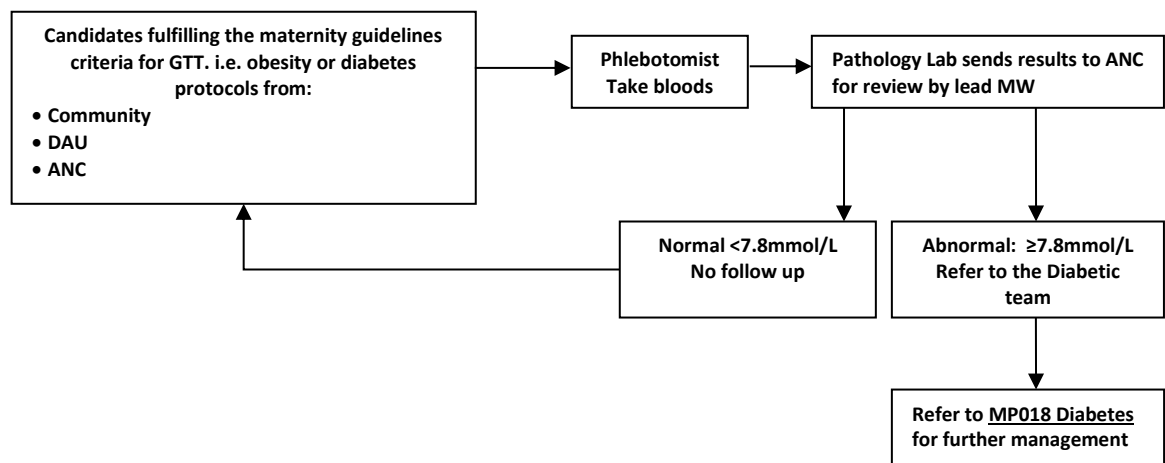 Candidates fulfilling the maternity guidelines
criteria for GTT. i.e. obesity or diabetes
protocols from:
• Community
• DAU
• ANC
Phlebotomist
Take bloods
Pathology Lab sends results to ANC
for review by lead MW
Normal <7.8mmol/L
No follow up
Abnormal: ≥7.8mmol/L
Refer to the Diabetic
team
Refer to MP018 Diabetes
for further management